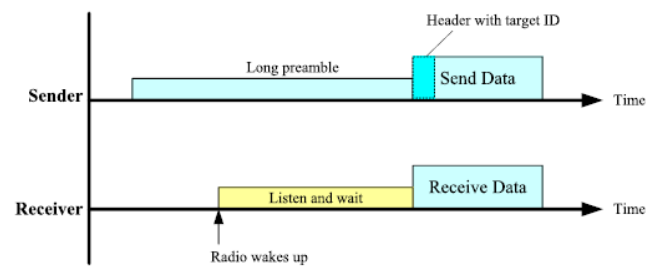 Header with target ID
Long preamble
Send Data
Sender
Time
Receive Data
Listen and wait
Receiver
Time
Radio wakes up